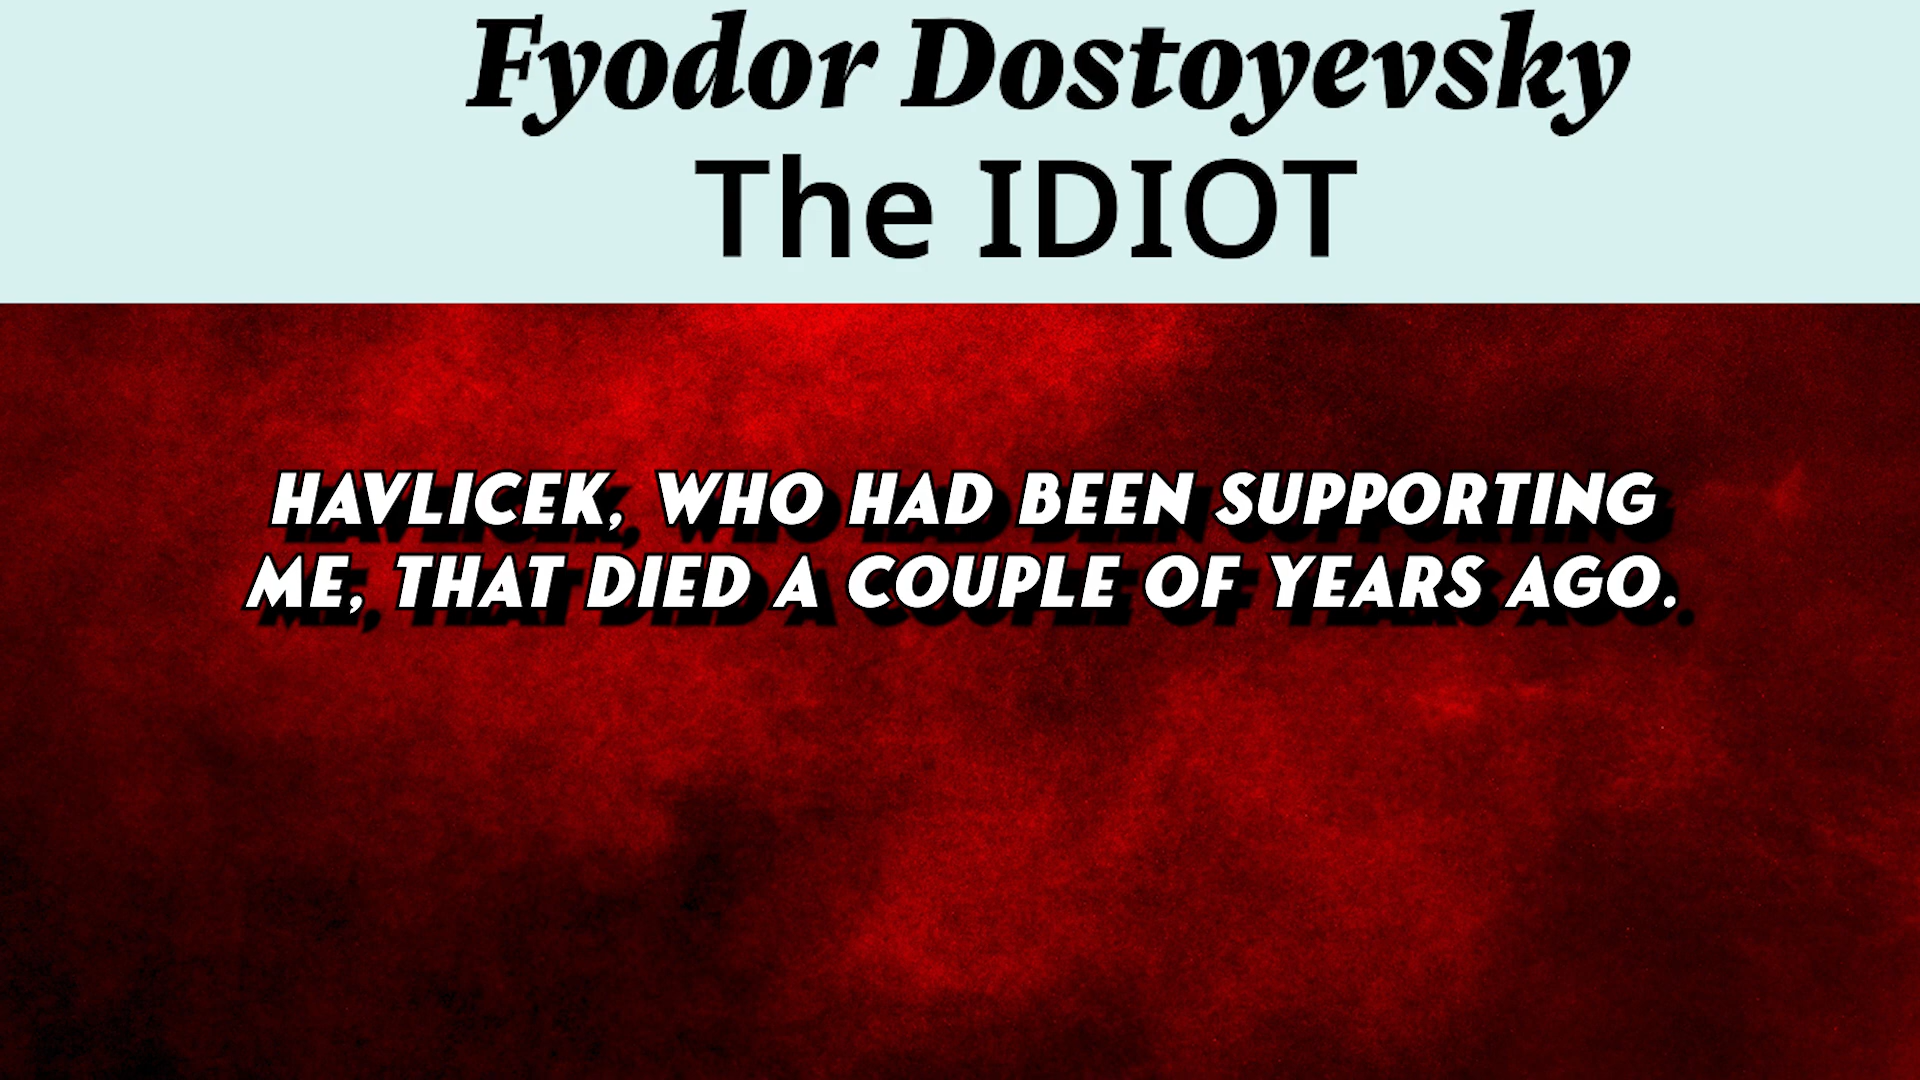 Fyodor Dostoyevsky
The IDIOT
HAVLICEK, WHO HAD BEEN SUPPORTING
ME, THAT DIED A COUPLE OF YEARS AGO.